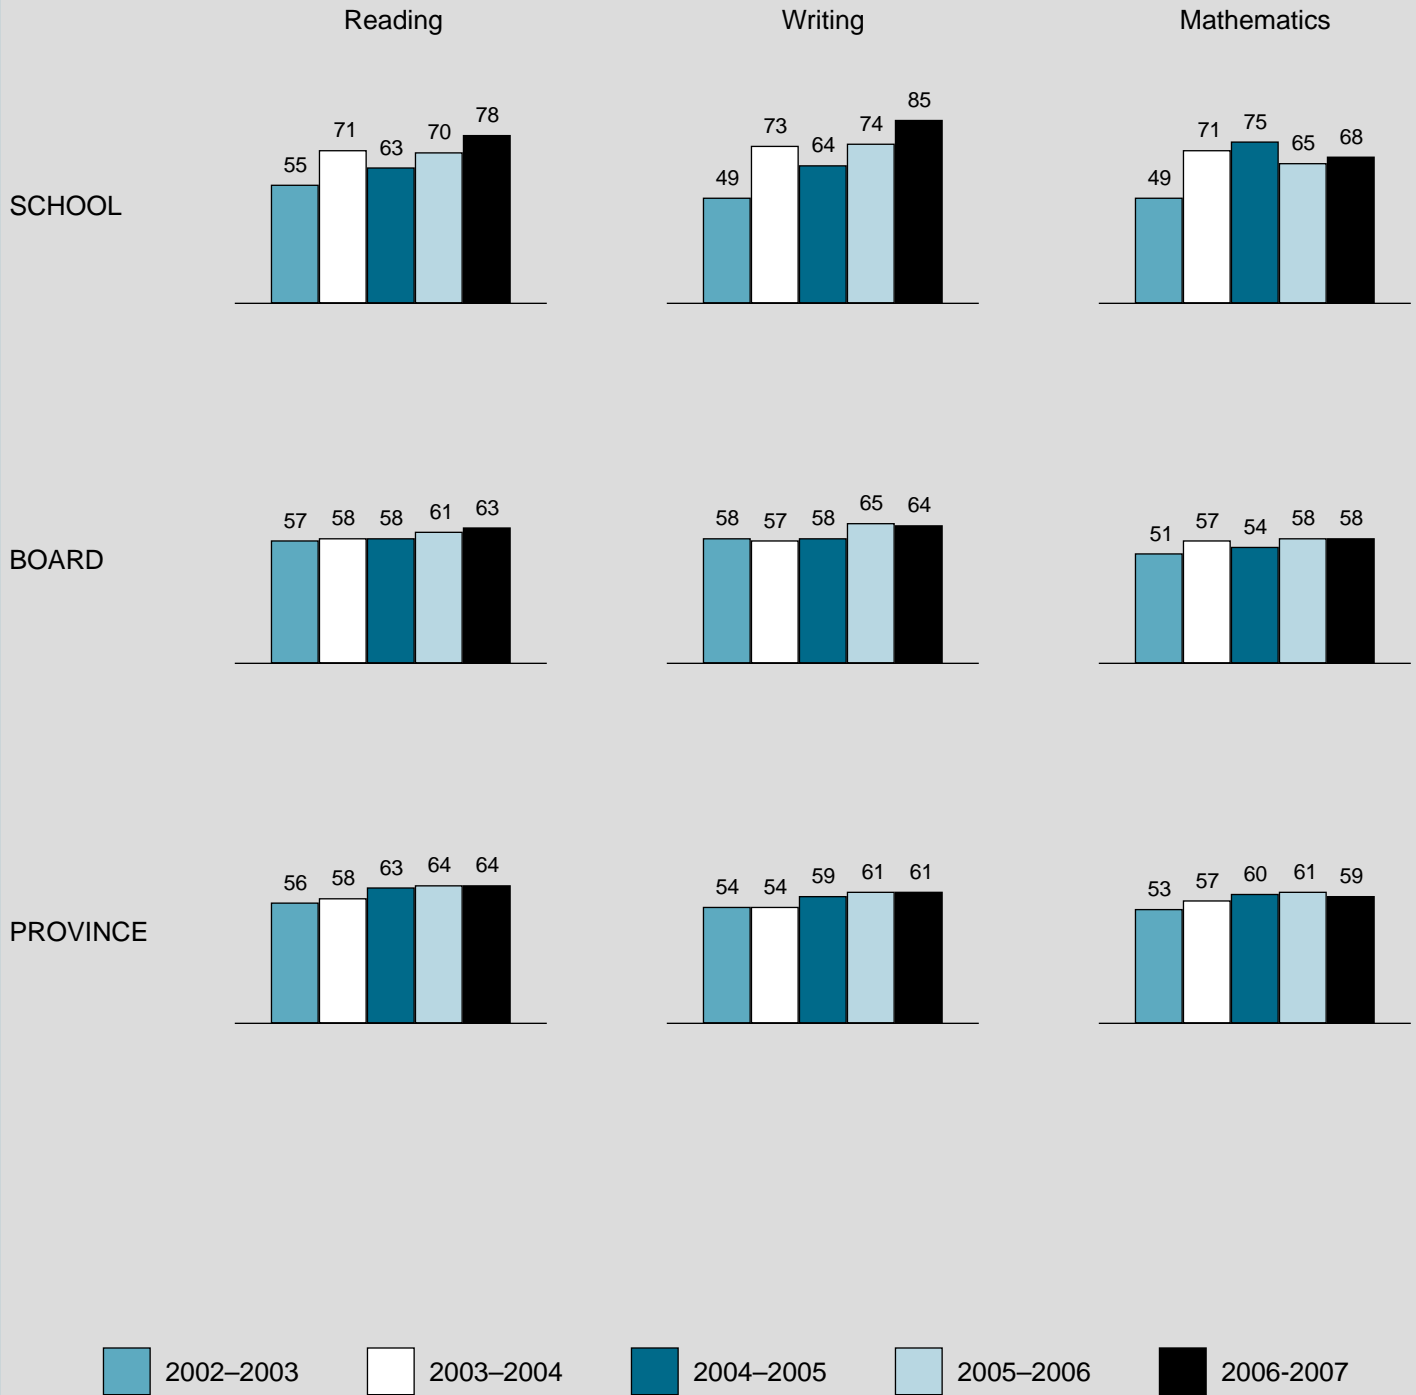 Reading Writing Mathematics
SCHOOL
55 71 63 70 78
49 73 64 74 85
49 71 75 65 68
BOARD
57 58 58 61 63
58 57 58 65 64
51 57 54 58 58
PROVINCE
56 58 63 64 64
54 54 59 61 61
53 57 60 61 59
2002–2003 2003–2004 2004–2005 2005–2006 2006-2007